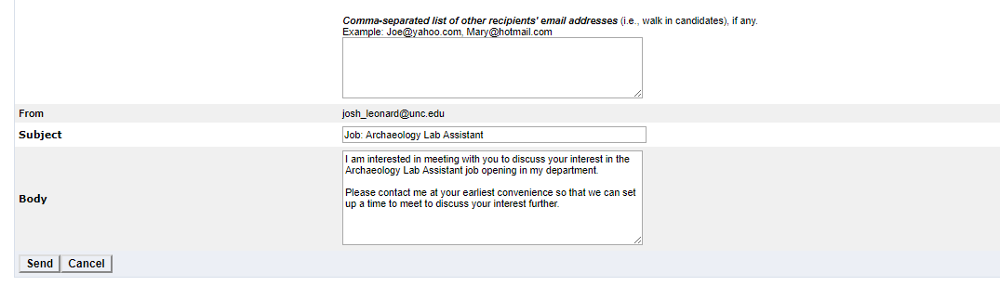 Comma-separated list of other recipients' email addresses (i.e., walk in candidates), if any.
Example: Joe@yahoo.com, Mary@hotmail.com
From josh_leonard@unc.edu
Subject Job: Archaeology Lab Assistant
I am interested in meeting with you to discuss your interest in the
Archaeology Lab Assistant job opening in my department.
Please contact me at your earliest convenience so that we can set
Body up a time to meet to discuss your interest further.
Send Cancel